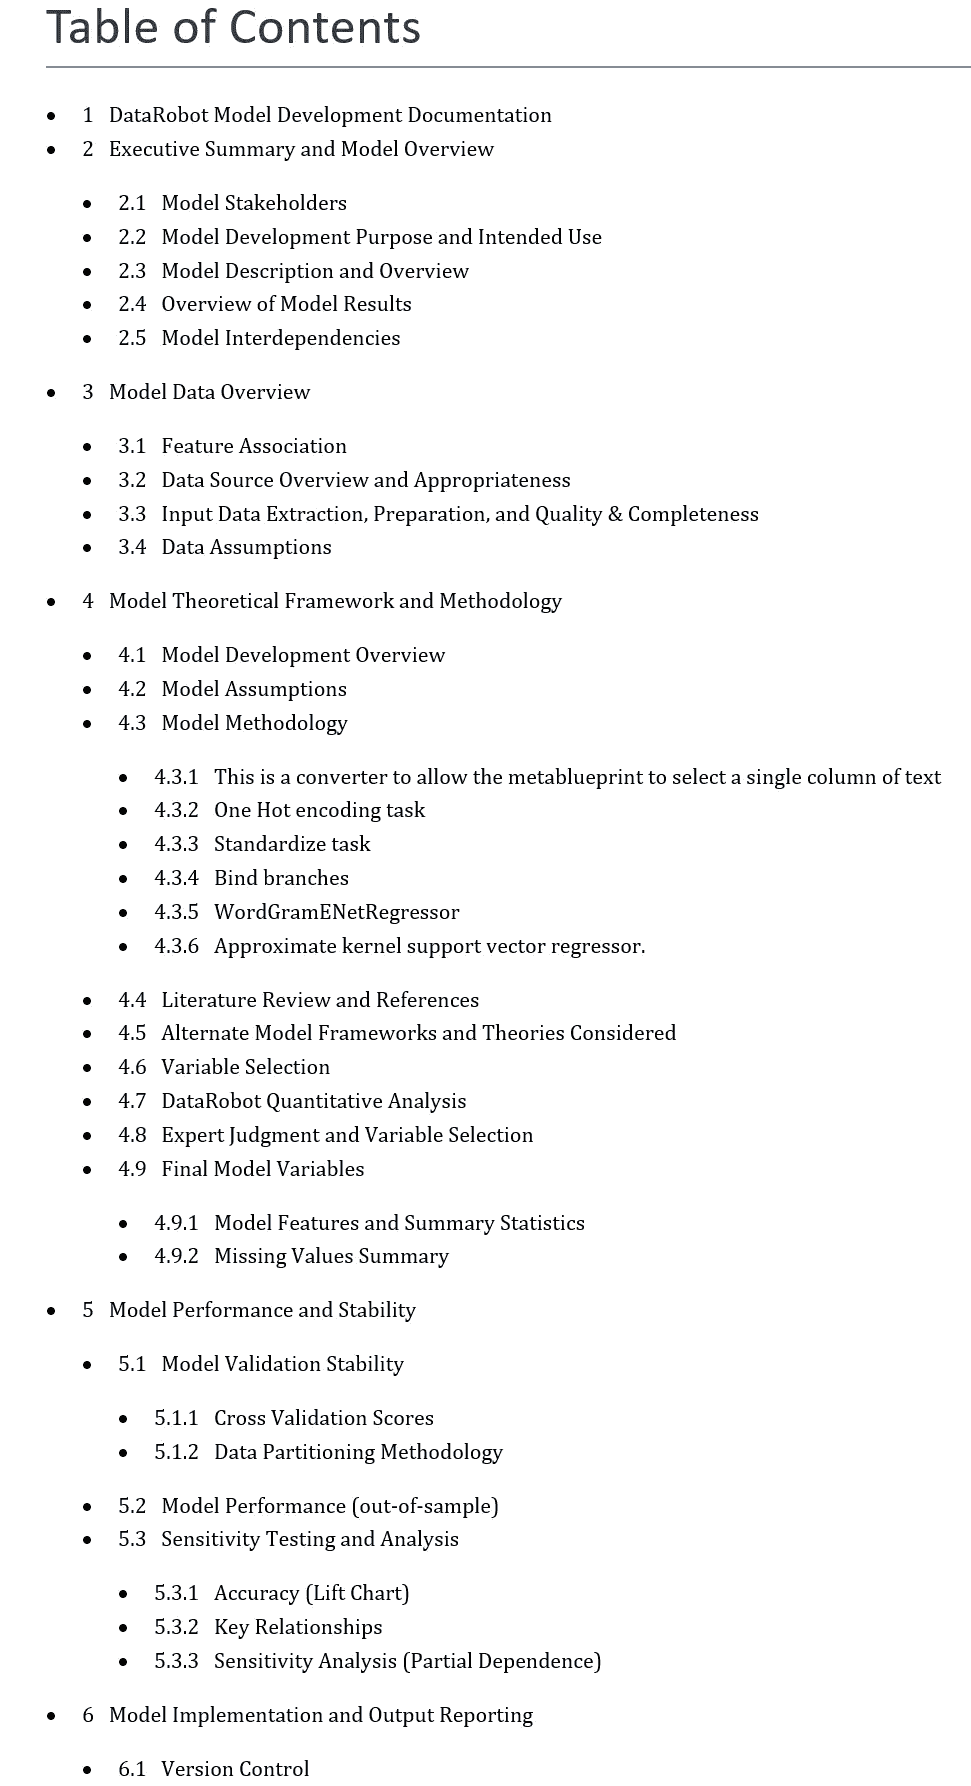 Table of Contents
• 1 DataRobot Model Development Documentation
• 2 Executive Summary and Model Overview
• 2.1 Model Stakeholders
• 2.2 Model Development Purpose and Intended Use
• 2.3 Model Description and Overview
• 2.4 Overview of Model Results
• 2.5 Model Interdependencies
• 3 Model Data Overview
• 3.1 Feature Association
• 3.2 Data Source Overview and Appropriateness
• 3.3 Input Data Extraction, Preparation, and Quality & Completeness
• 3.4 Data Assumptions
• 4 Model Theoretical Framework and Methodology
• 4.1 Model Development Overview
• 4.2 Model Assumptions
• 4.3 Model Methodology
• 4.3.1 This is a converter to allow the metablueprint to select a single column of text
• 4.3.2 One Hot encoding task
• 4.3.3 Standardize task
• 4.3.4 Bind branches
• 4.3.5 WordGramENetRegressor
• 4.3.6 Approximate kernel support vector regressor.
• 4.4 Literature Review and References
• 4.5 Alternate Model Frameworks and Theories Considered
• 4.6 Variable Selection
• 4.7 DataRobot Quantitative Analysis
• 4.8 Expert Judgment and Variable Selection
• 4.9 Final Model Variables
• 4.9.1 Model Features and Summary Statistics
• 4.9.2 Missing Values Summary
• 5 Model Performance and Stability
• 5.1 Model Validation Stability
• 5.1.1 Cross Validation Scores
• 5.1.2 Data Partitioning Methodology
• 5.2 Model Performance (out-of-sample)
• 5.3 Sensitivity Testing and Analysis
• 5.3.1 Accuracy (Lift Chart)
• 5.3.2 Key Relationships
• 5.3.3 Sensitivity Analysis (Partial Dependence)
• 6 Model Implementation and Output Reporting
• 6.1 Version Control